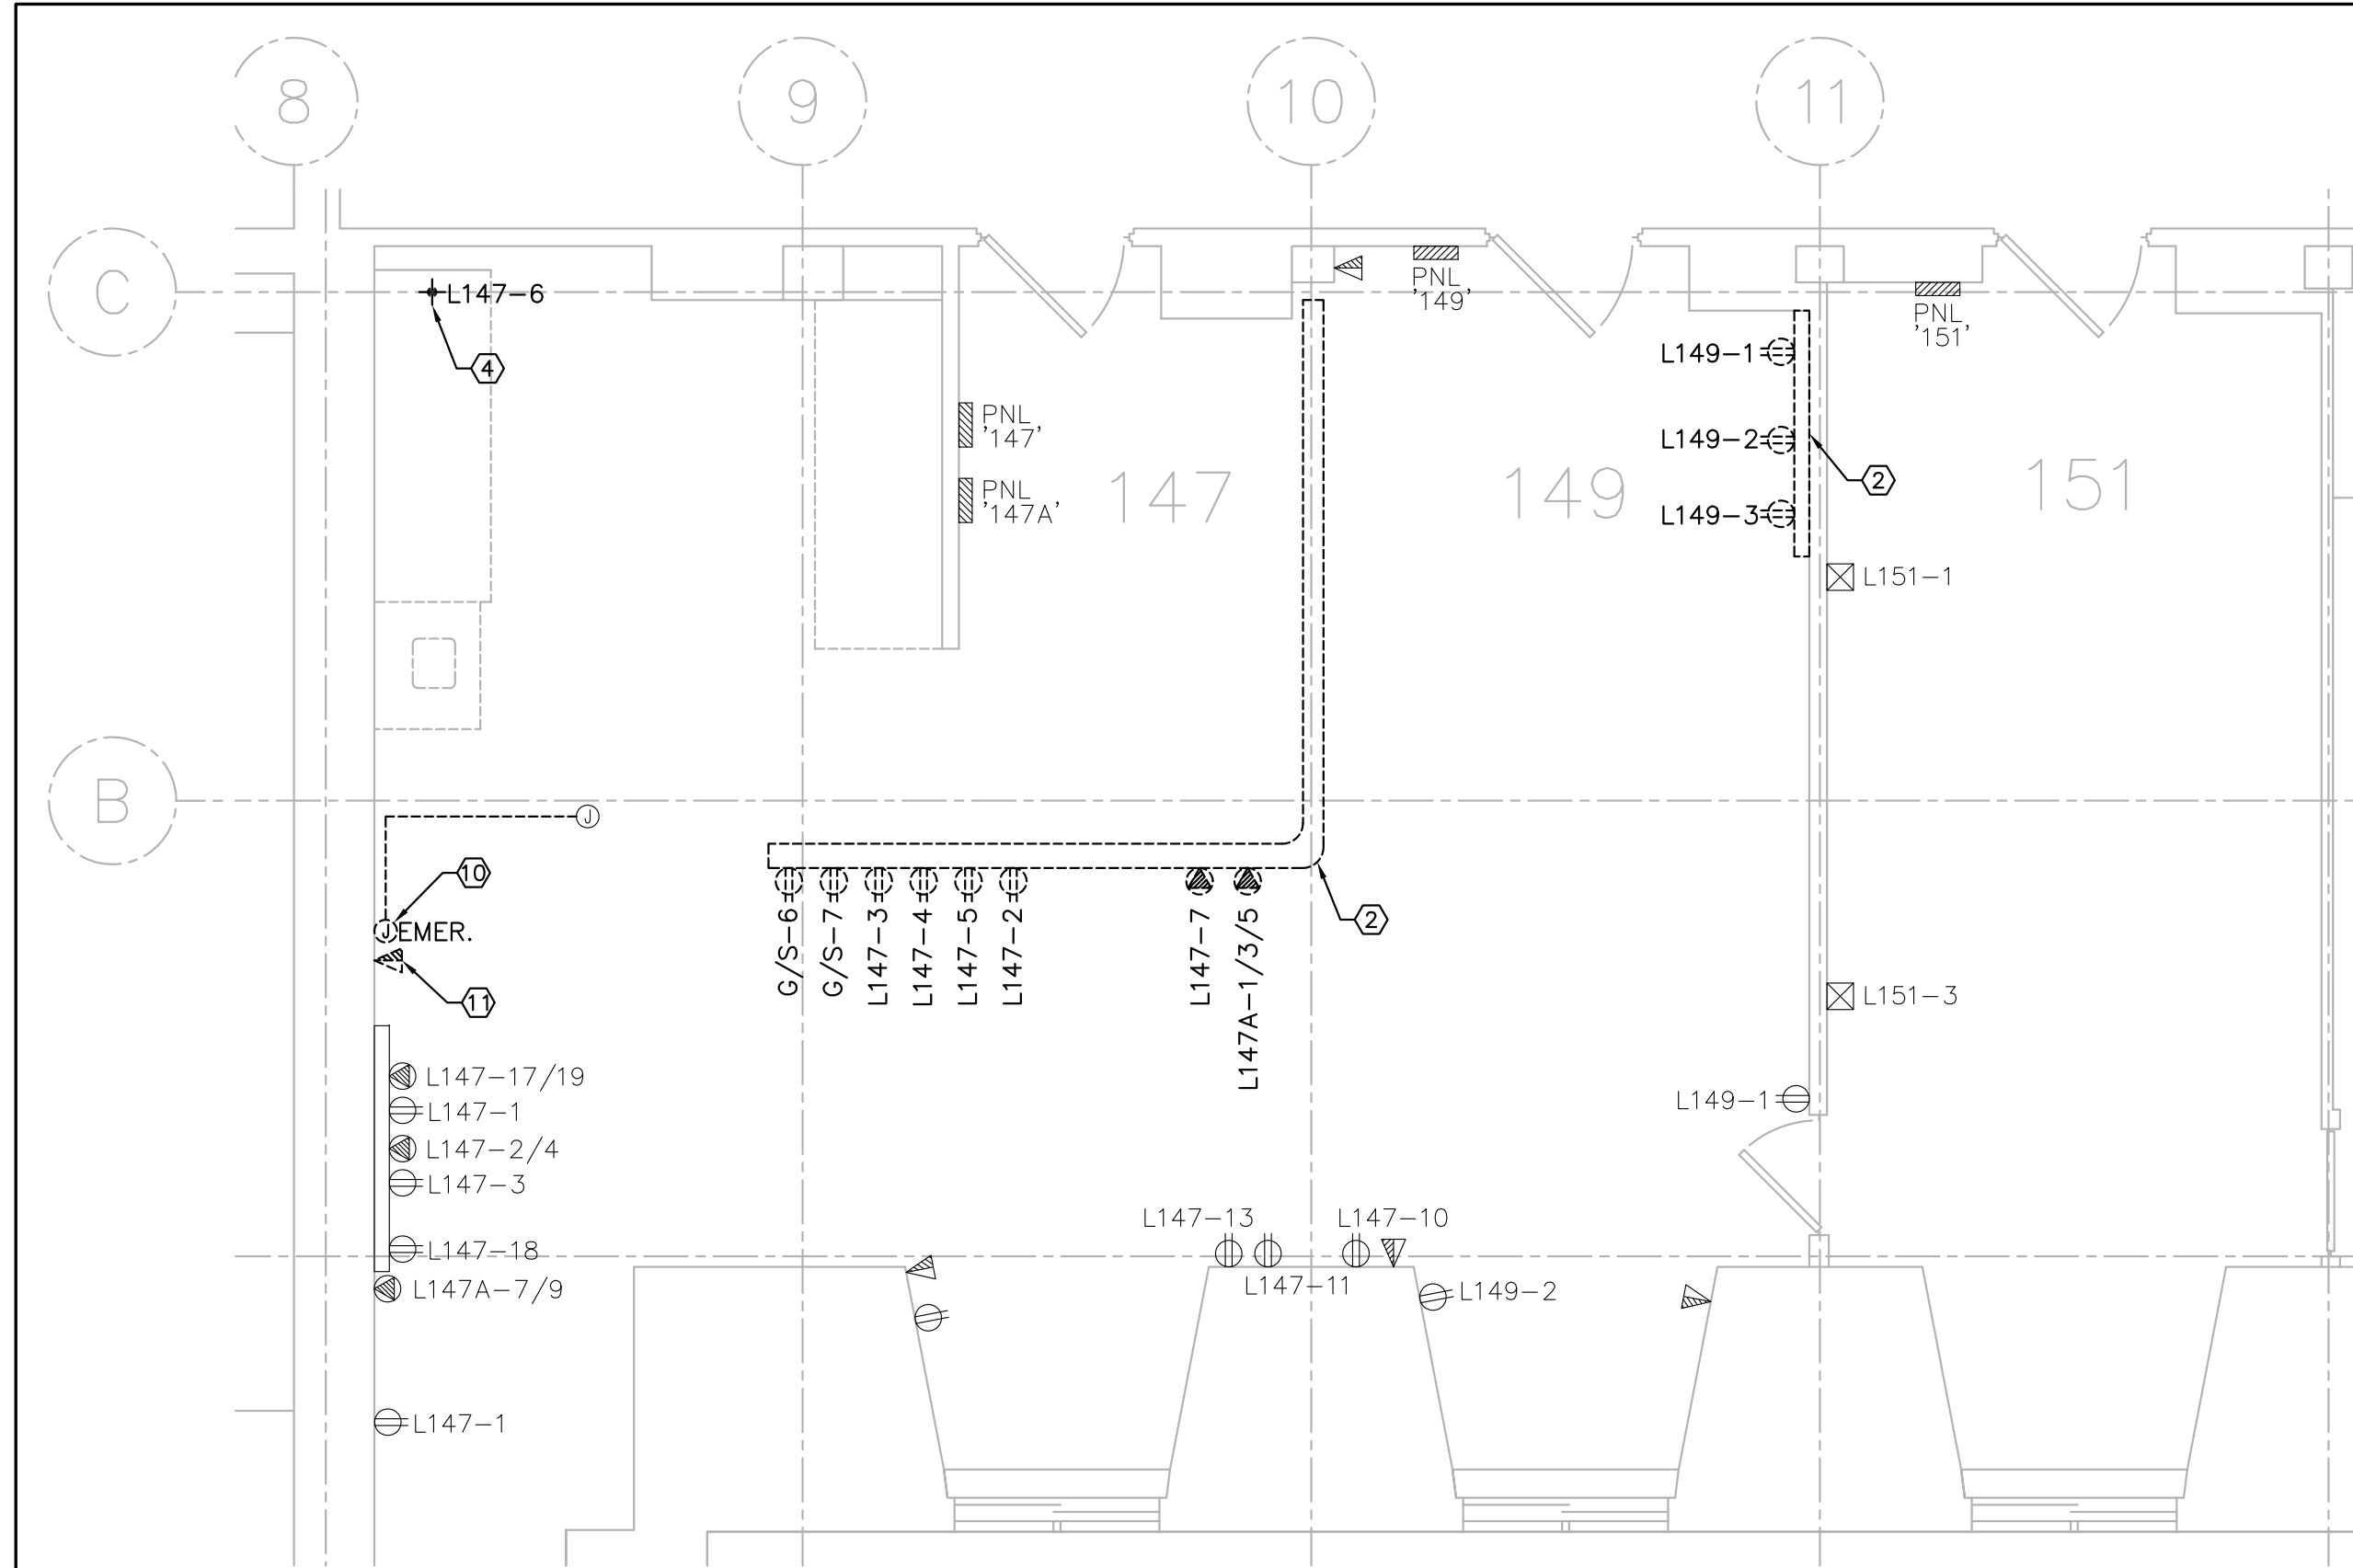 8
9
10
11
C
L147-6
4
PNL
'149'
PNL
'151'
L149-1
PNL
'147'
L149-2
147
149
151
2
PNL
'147A'
L149-3
L151-1
B
J
10
J
EMER.
11
G/S-6
G/S-7
L147-3
L147-4
L147-5
L147-2
L147-7
L147A-1/3/5
2
L151-3
L147-17/19
L147-1
L149-1
L147-2/4
L147-3
L147-13
L147-10
L147-18
L147A-7/9
L147-11
L149-2
L147-1